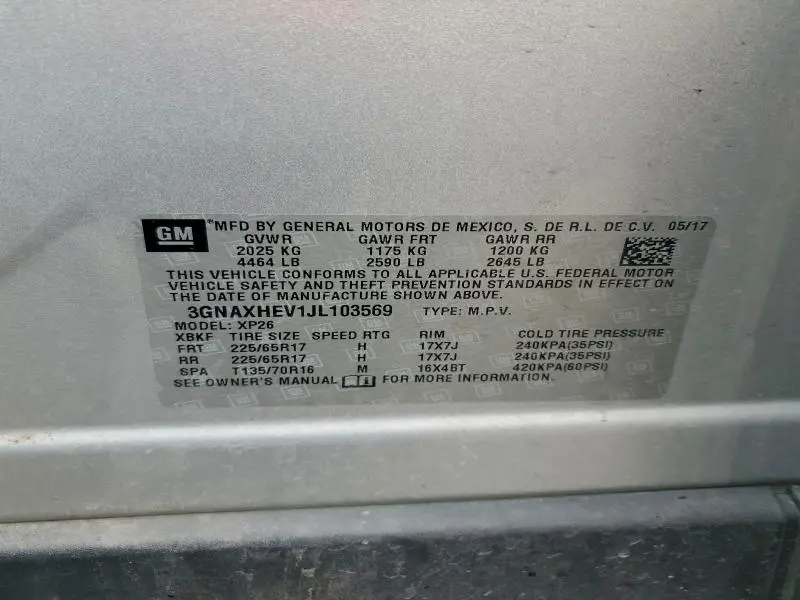 GM ®MFD BY GENERAL MOTORS DE MEXICO, S. DE R.L. DE C.V. 05/17
GVWR GAWR FRT GAWR RR
2025 KG 1175 KG 1200 KG
4464 LB 2590 LB 2645 LB
THIS VEHICLE CONFORMS TO ALL APPLICABLE U.S. FEDERAL MOTOR
VEHICLE SAFETY AND THEFT PREVENTION STANDARDS IN EFFECT ON
THE DATE OF MANUFACTURE SHOWN ABOVE.
3GNAXHEV1JL103569 TYPE: M.P.V.
MODEL: XP26
XBKF TIRE SIZE SPEED RTG RIM COLD TIRE PRESSURE
FRT 225/65R17 H 17X7J 240KPA(35PSI)
RR 225/65R17 H 17X7J 240KPA(35PSI)
SPA T135/70R16 M 16X4BT 420KPA(60PSI)
SEE OWNER'S MANUAL FOR MORE INFORMATION.